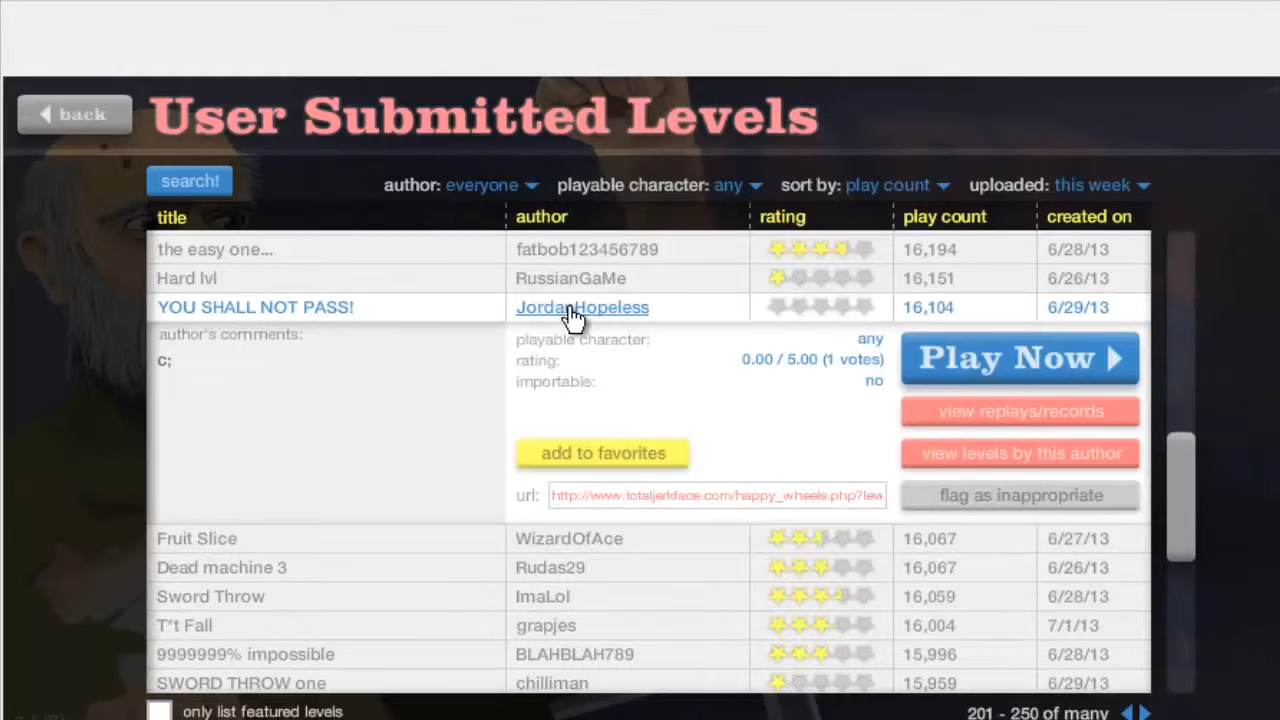 back
User Submitted Levels
search!
author: everyone playable character: any sort by: play count uploaded: this week
title author rating play count created on
the easy one... fatbob123456789 16,194 6/28/13
Hard lvl RussianGaMe 16,151 6/26/13
YOU SHALL NOT PASS! JordanHopeless 16,104 6/29/13
author's comments:
c;
playable character: any
rating: 0.00 / 5.00 (1 votes)
importable: no
Play Now
view replays/records
add to favorites
view levels by this author
url: http://www.totaljerkface.com/happy_wheels.php?lev
flag as inappropriate
Fruit Slice WizardOfAce 16,067 6/27/13
Dead machine 3 Rudas29 16,067 6/26/13
Sword Throw ImaLol 16,059 6/28/13
T*t Fall grapjes 16,004 7/1/13
9999999% impossible BLAHBLAH789 15,996 6/28/13
SWORD THROW one chilliman 15,959 6/29/13
only list featured levels
201 - 250 of many